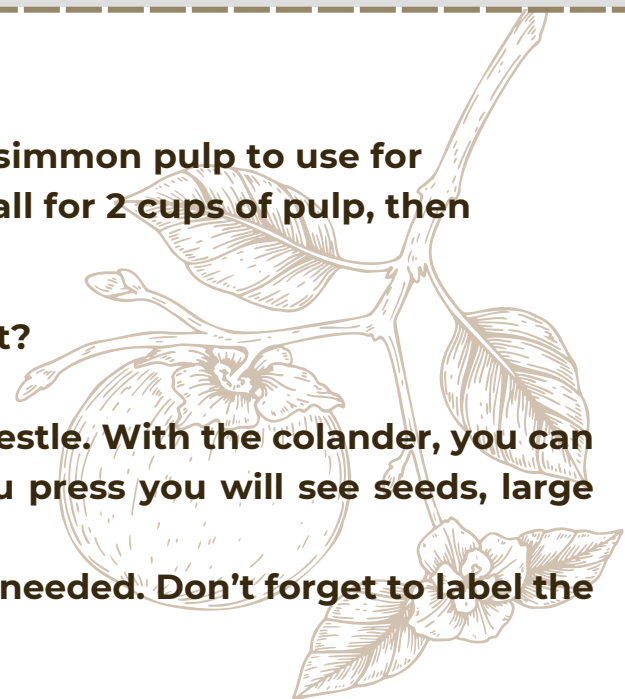 simmon pulp to use for
all for 2 cups of pulp, then
t?
estle. With the colander, you can
u press you will see seeds, large
needed. Don’t forget to label the